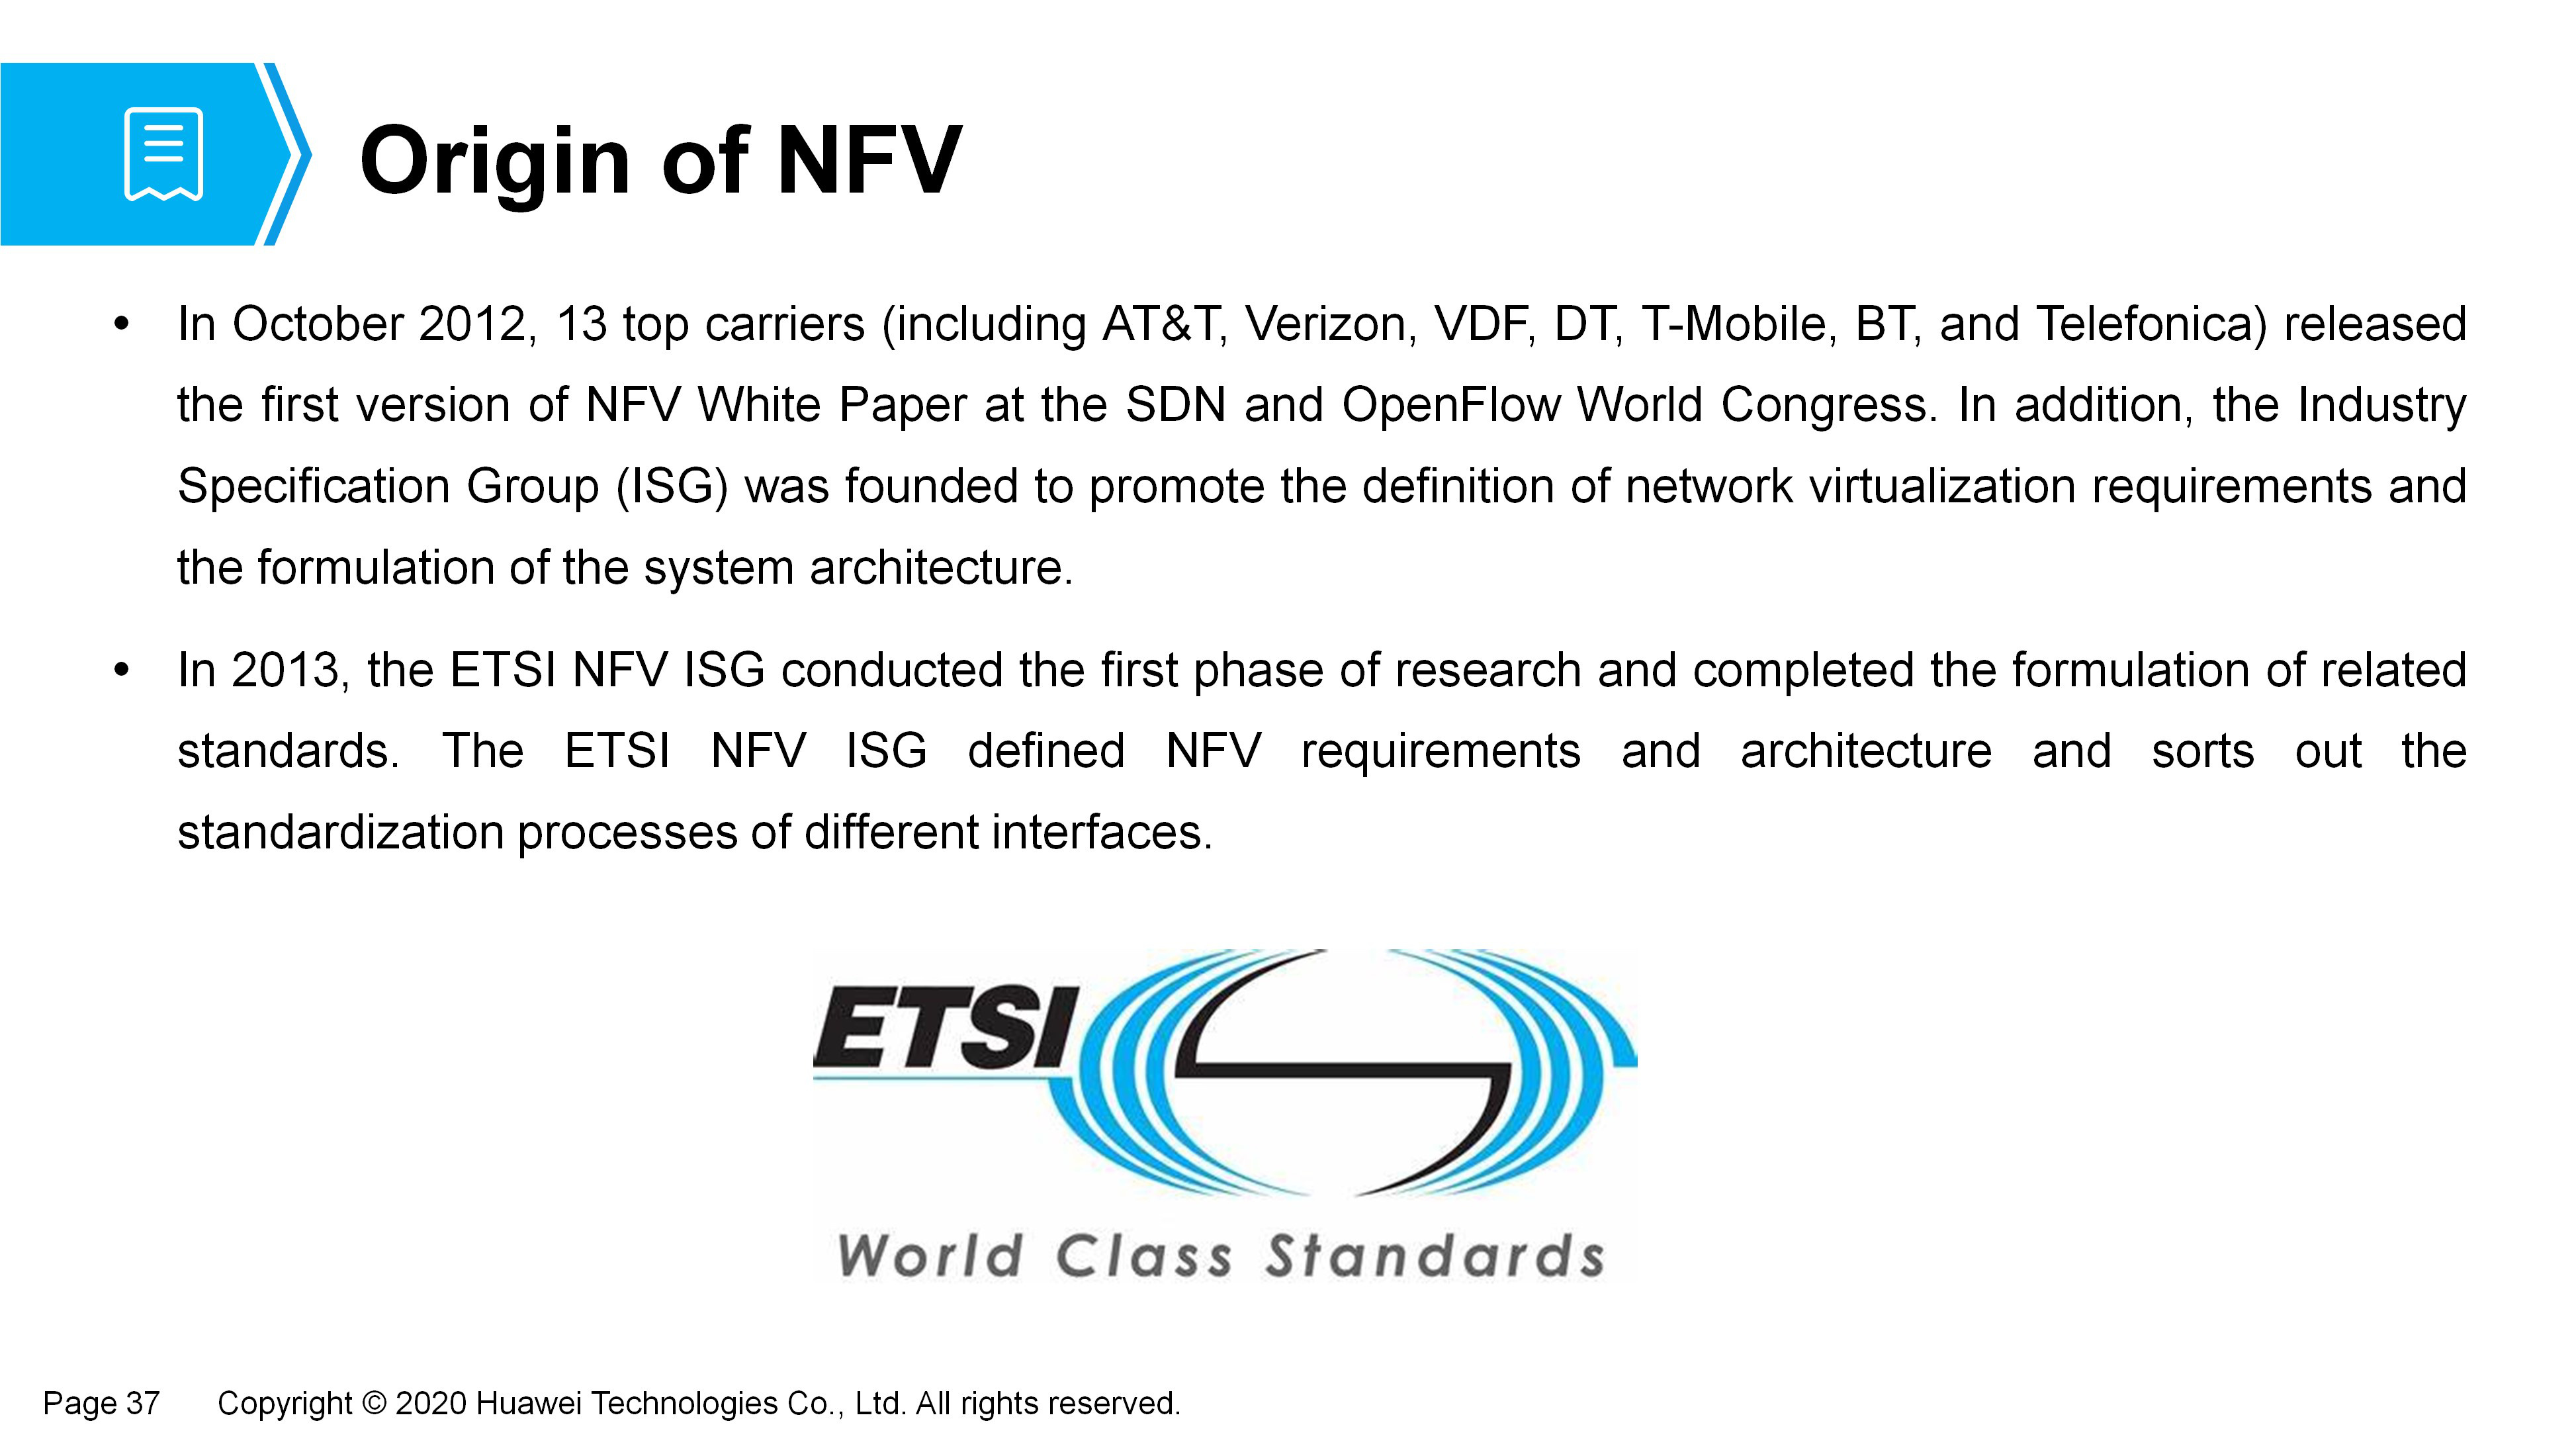 Origin of NFV
• In October 2012, 13 top carriers (including AT&T, Verizon, VDF, DT, T-Mobile, BT, and Telefonica) released
the first version of NFV White Paper at the SDN and OpenFlow World Congress. In addition, the Industry
Specification Group (ISG) was founded to promote the definition of network virtualization requirements and
the formulation of the system architecture.
• In 2013, the ETSI NFV ISG conducted the first phase of research and completed the formulation of related
standards. The ETSI NFV ISG defined NFV requirements and architecture and sorts out the
standardization processes of different interfaces.
ETSI
World Class Standards
Page 37 Copyright © 2020 Huawei Technologies Co., Ltd. All rights reserved.